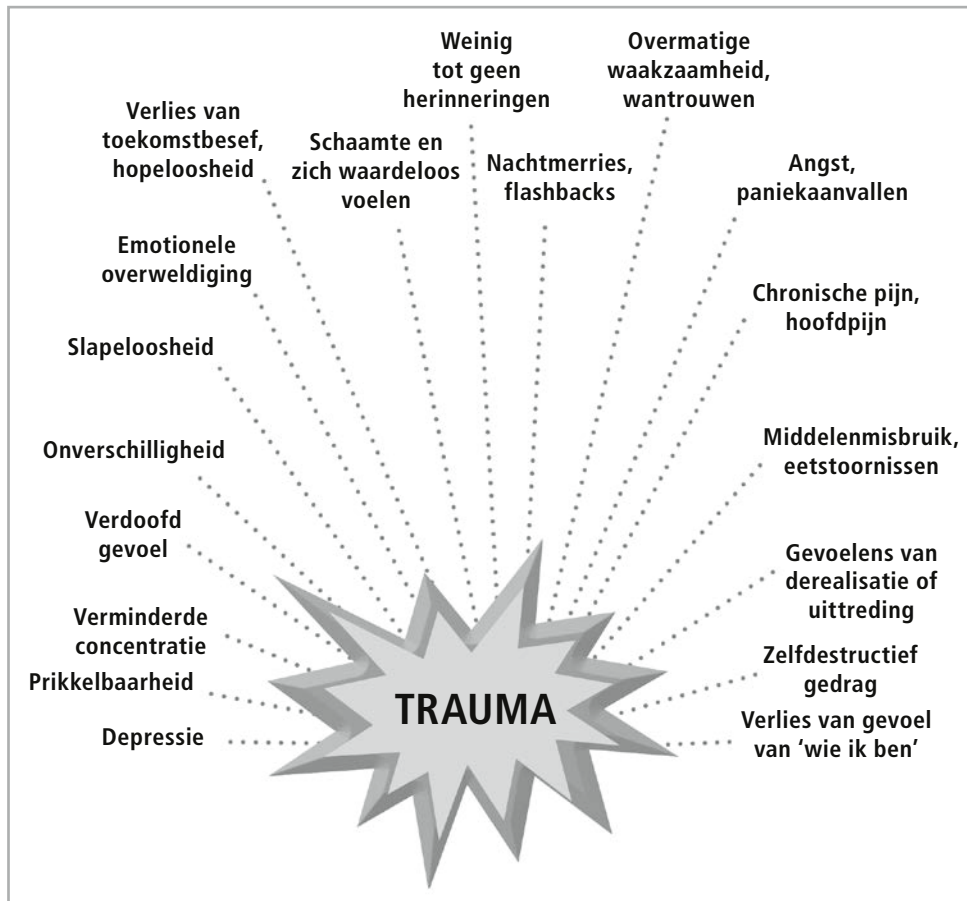 Weinig
tot geen
herinneringen
Overmatige
waakzaamheid,
wantrouwen
Verlies van
toekomstbesef,
hopeloosheid
Schaamte en
zich waardeloos
voelen
Nachtmerries,
flashbacks
Angst,
paniekaanvallen
Emotionele
overweldiging
Chronische pijn,
hoofdpijn
Slapeloosheid
Onverschilligheid
Middelenmisbruik,
eetstoornissen
Verdoofd
gevoel
Gevoelens van
derealisatie of
uittreding
Verminderde
concentratie
Zelfdestructief
gedrag
Prikkelbaarheid
TRAUMA
Depressie
Verlies van gevoel
van ‘wie ik ben’